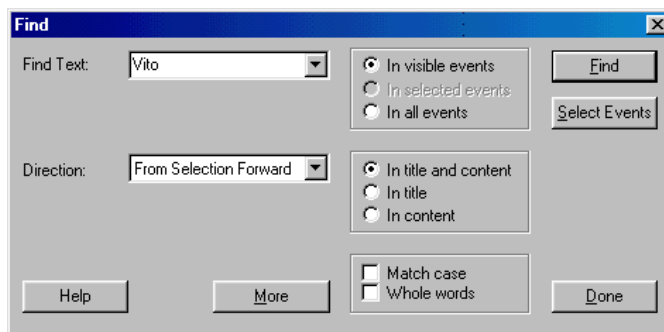 Find
Find Text:
Vito
In visible events
In selected events
In all events
Find
Select Events
Direction:
From Selection Forward
In title and content
In title
In content
Match case
Whole words
Help
More
Done